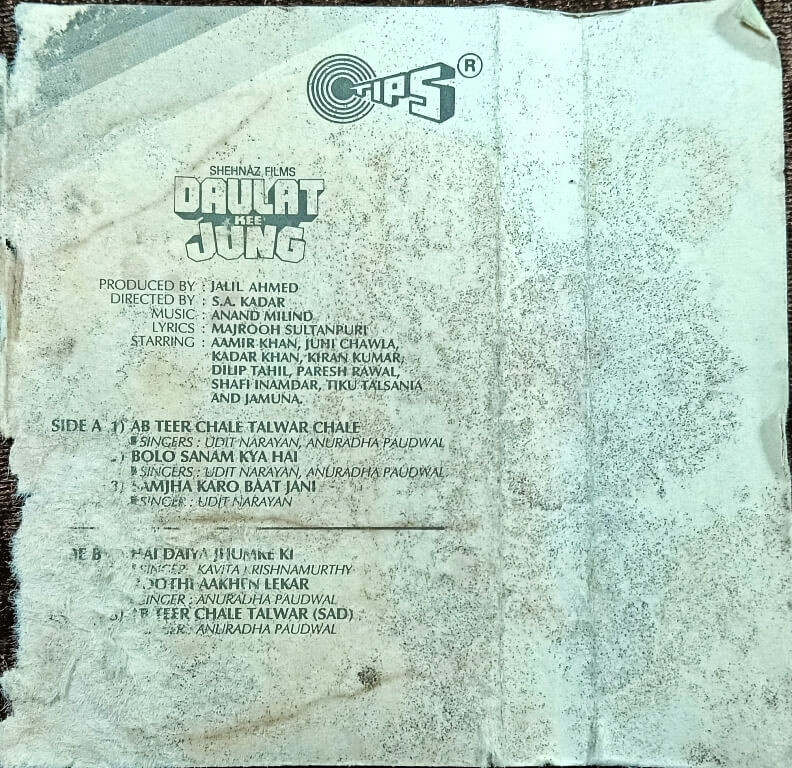 TIPS ®
SHEHNAZ FILMS
DAULAT
KEE
JUNG
PRODUCED BY : JALIL AHMED
DIRECTED BY : S.A. KADAR
MUSIC : ANAND MILIND
LYRICS : MAJROOH SULTANPURI
STARRING : AAMIR KHAN, JUHI CHAWLA,
KADAR KHAN, KIRAN KUMAR,
DILIP TAHIL, PARESH RAWAL,
SHAFI INAMDAR, TIKU TALSANIA
AND JAMUNA.
SIDE A 1) AB TEER CHALE TALWAR CHALE
SINGERS : UDIT NARAYAN, ANURADHA PAUDWAL
) BOLO SANAM KYA HAI
SINGERS : UDIT NARAYAN, ANURADHA PAUDWAL
3) SAMJHA KARO BAAT JANI
SINGER : UDIT NARAYAN
B HAI DAIYA JHUMKE KI
SINGER : KAVITA KRISHNAMURTHY
AAKHEN LEKAR
SINGER : ANURADHA PAUDWAL
3) AB TEER CHALE TALWAR (SAD)
SINGER : ANURADHA PAUDWAL